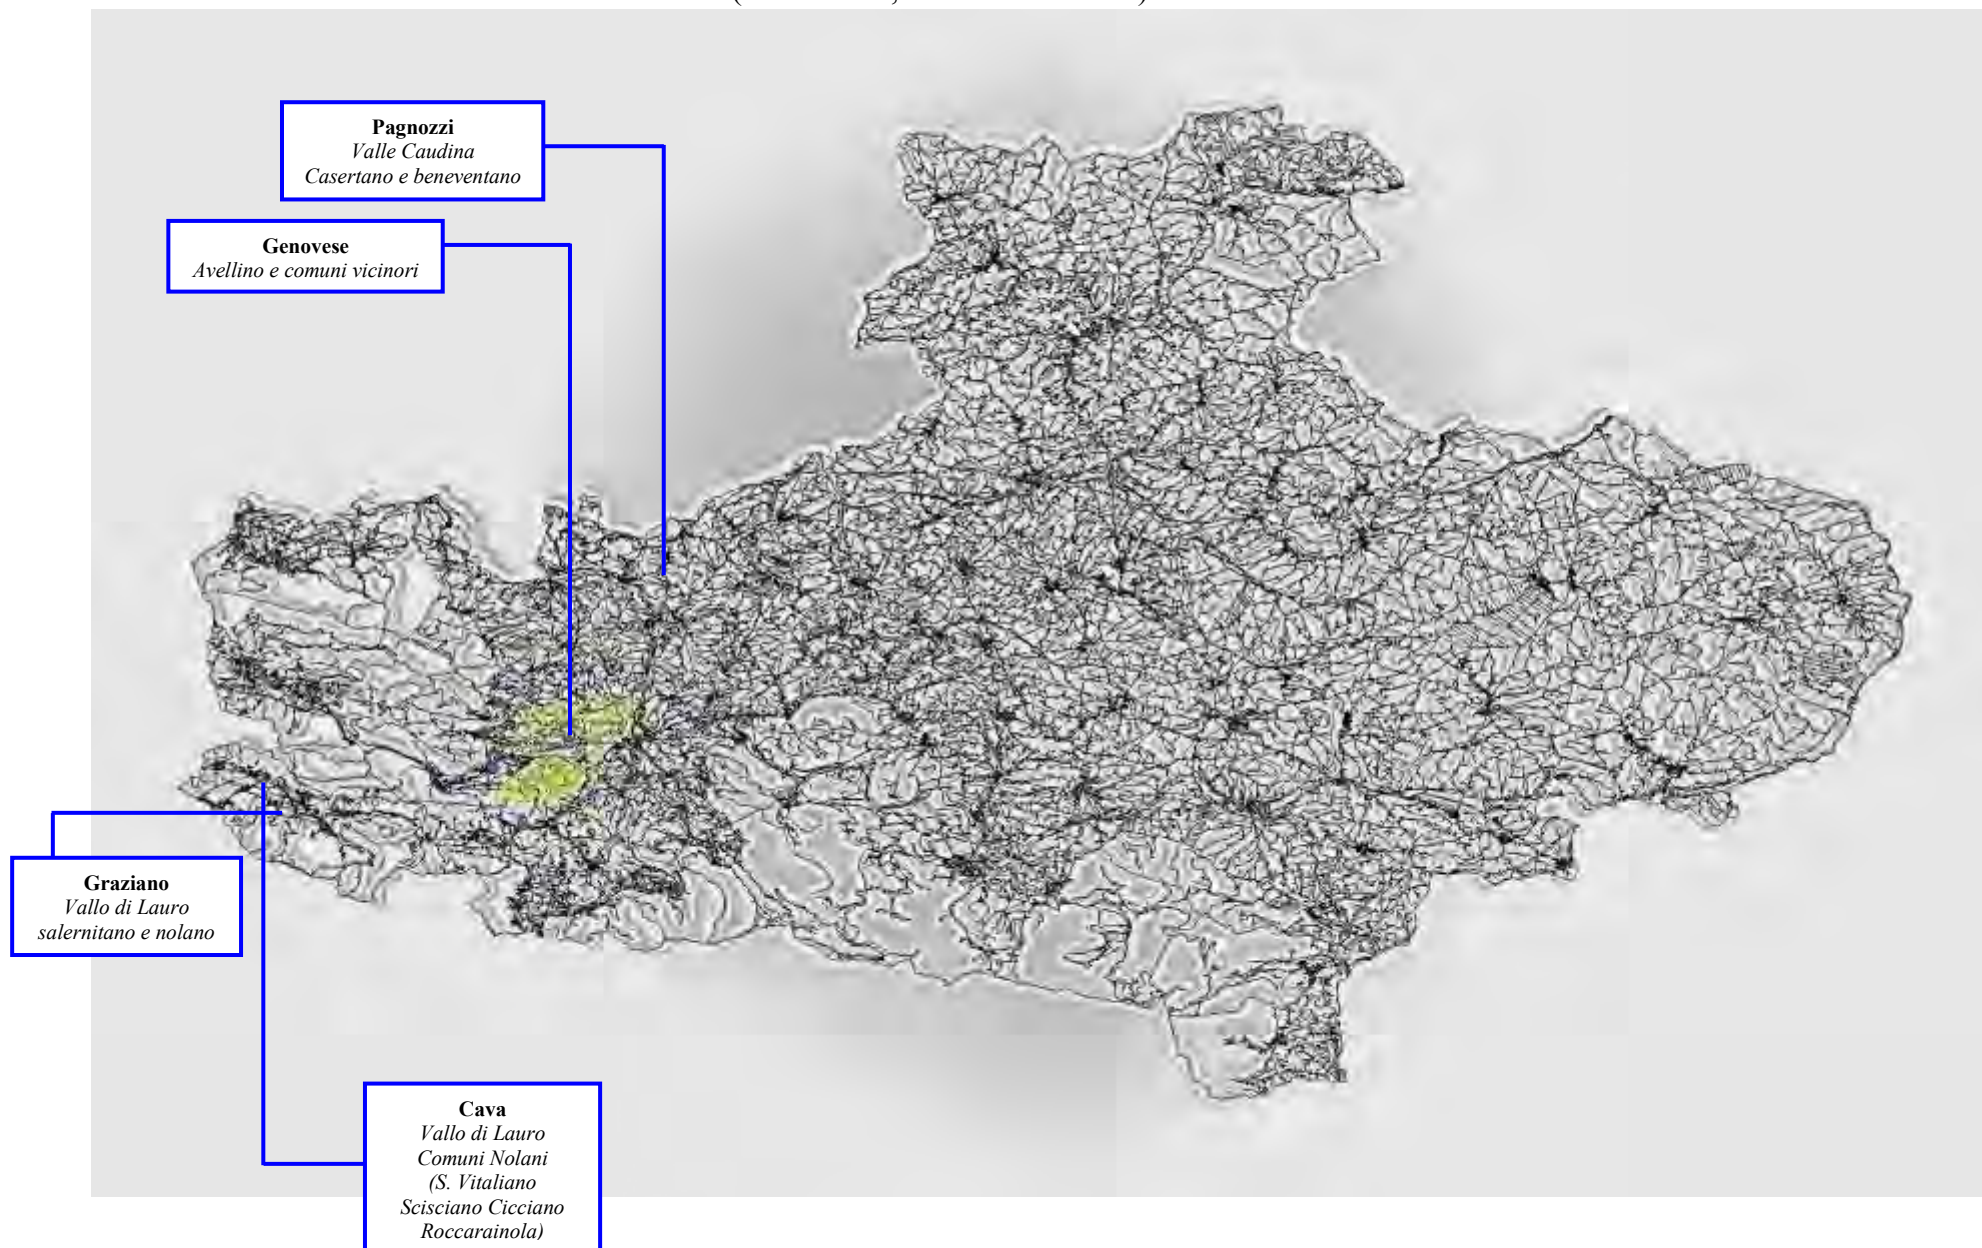 Pagnozzi
Valle Caudina
Casertano e beneventano
Genovese
Avellino e comuni vicinori
Graziano
Vallo di Lauro
salernitano e nolano
Cava
Vallo di Lauro
Comuni Nolani
(S. Vitaliano
Scisciano Cicciano
Roccarainola)